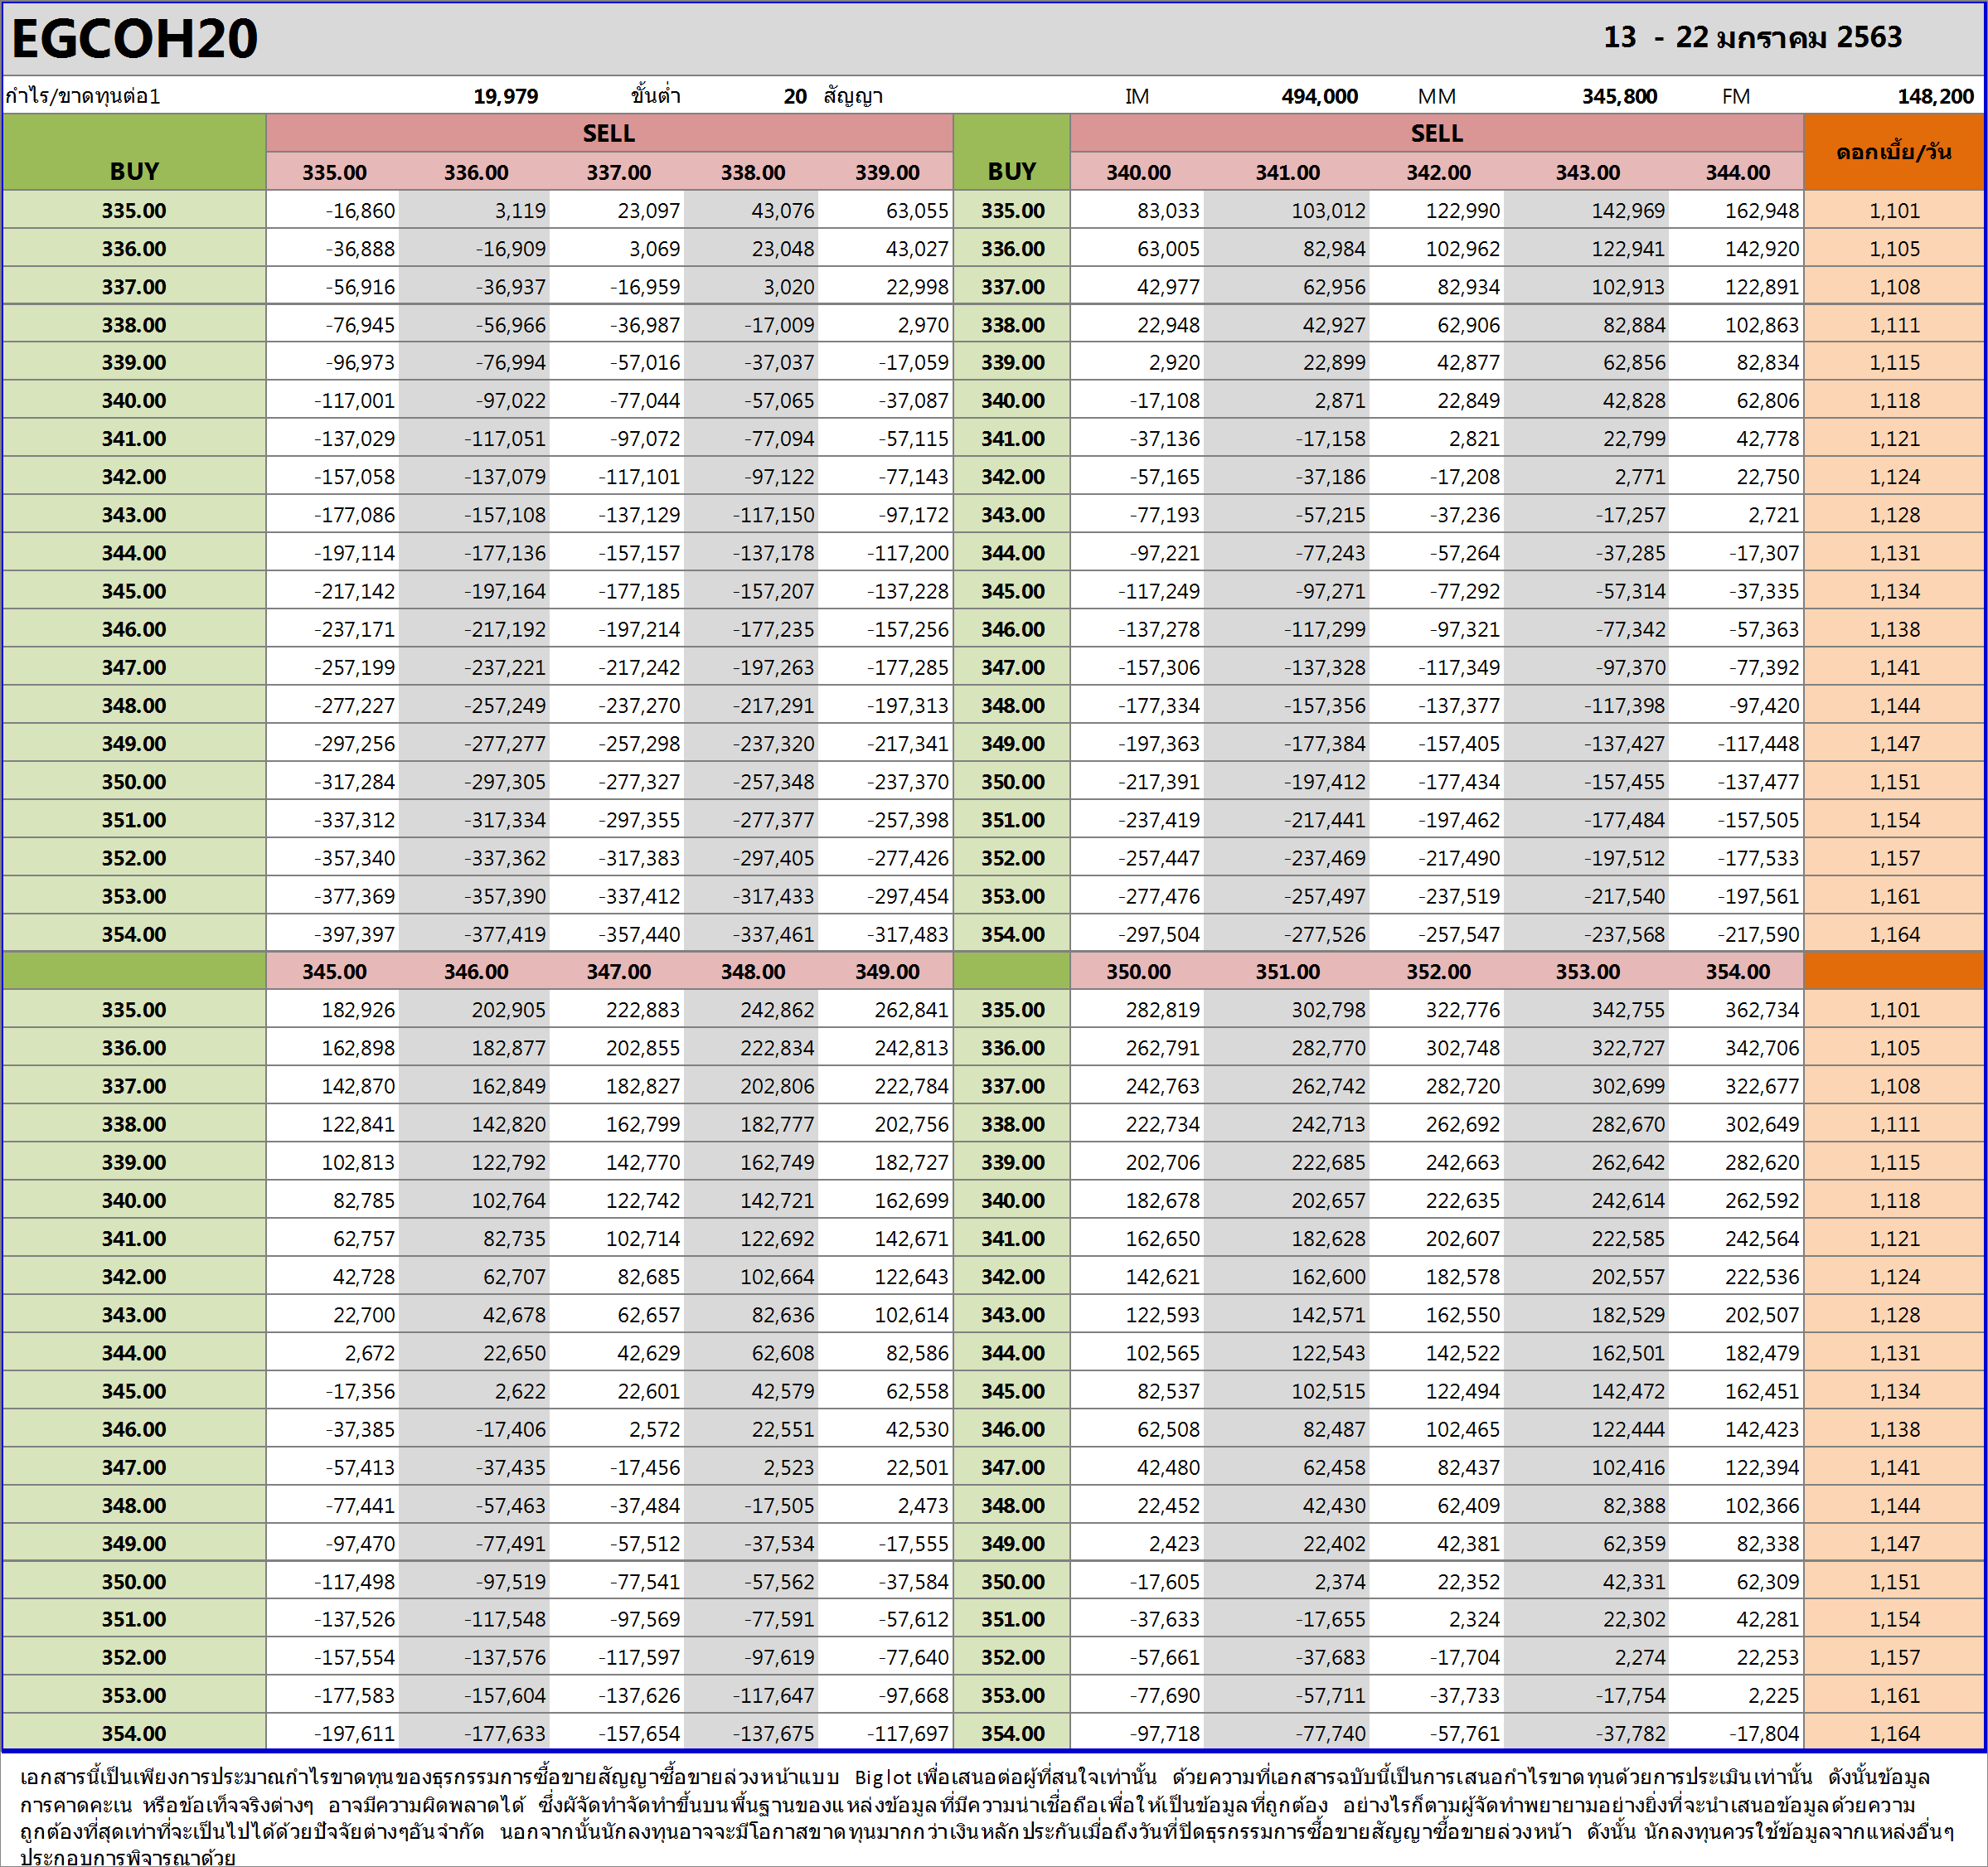 EGCOH20 13 - 22 มกราคม 2563
กำไร/ขาดทุนต่อ1 19,979 ขั้นต่ำ 20 สัญญา IM 494,000 MM 345,800 FM 148,200
SELL SELL ดอกเบี้ย/วัน
BUY 335.00 336.00 337.00 338.00 339.00 BUY 340.00 341.00 342.00 343.00 344.00
335.00 -16,860 3,119 23,097 43,076 63,055 335.00 83,033 103,012 122,990 142,969 162,948 1,101
336.00 -36,888 -16,909 3,069 23,048 43,027 336.00 63,005 82,984 102,962 122,941 142,920 1,105
337.00 -56,916 -36,937 -16,959 3,020 22,998 337.00 42,977 62,956 82,934 102,913 122,891 1,108
338.00 -76,945 -56,966 -36,987 -17,009 2,970 338.00 22,948 42,927 62,906 82,884 102,863 1,111
339.00 -96,973 -76,994 -57,016 -37,037 -17,059 339.00 2,920 22,899 42,877 62,856 82,834 1,115
340.00 -117,001 -97,022 -77,044 -57,065 -37,087 340.00 -17,108 2,871 22,849 42,828 62,806 1,118
341.00 -137,029 -117,051 -97,072 -77,094 -57,115 341.00 -37,136 -17,158 2,821 22,799 42,778 1,121
342.00 -157,058 -137,079 -117,101 -97,122 -77,143 342.00 -57,165 -37,186 -17,208 2,771 22,750 1,124
343.00 -177,086 -157,108 -137,129 -117,150 -97,172 343.00 -77,193 -57,215 -37,236 -17,257 2,721 1,128
344.00 -197,114 -177,136 -157,157 -137,178 -117,200 344.00 -97,221 -77,243 -57,264 -37,285 -17,307 1,131
345.00 -217,142 -197,164 -177,185 -157,207 -137,228 345.00 -117,249 -97,271 -77,292 -57,314 -37,335 1,134
346.00 -237,171 -217,192 -197,214 -177,235 -157,256 346.00 -137,278 -117,299 -97,321 -77,342 -57,363 1,138
347.00 -257,199 -237,221 -217,242 -197,263 -177,285 347.00 -157,306 -137,328 -117,349 -97,370 -77,392 1,141
348.00 -277,227 -257,249 -237,270 -217,291 -197,313 348.00 -177,334 -157,356 -137,377 -117,398 -97,420 1,144
349.00 -297,256 -277,277 -257,298 -237,320 -217,341 349.00 -197,363 -177,384 -157,405 -137,427 -117,448 1,147
350.00 -317,284 -297,305 -277,327 -257,348 -237,370 350.00 -217,391 -197,412 -177,434 -157,455 -137,477 1,151
351.00 -337,312 -317,334 -297,355 -277,377 -257,398 351.00 -237,419 -217,441 -197,462 -177,484 -157,505 1,154
352.00 -357,340 -337,362 -317,383 -297,405 -277,426 352.00 -257,447 -237,469 -217,490 -197,512 -177,533 1,157
353.00 -377,369 -357,390 -337,412 -317,433 -297,454 353.00 -277,476 -257,497 -237,519 -217,540 -197,561 1,161
354.00 -397,397 -377,419 -357,440 -337,461 -317,483 354.00 -297,504 -277,526 -257,547 -237,568 -217,590 1,164
345.00 346.00 347.00 348.00 349.00 350.00 351.00 352.00 353.00 354.00
335.00 182,926 202,905 222,883 242,862 262,841 335.00 282,819 302,798 322,776 342,755 362,734 1,101
336.00 162,898 182,877 202,855 222,834 242,813 336.00 262,791 282,770 302,748 322,727 342,706 1,105
337.00 142,870 162,849 182,827 202,806 222,784 337.00 242,763 262,742 282,720 302,699 322,677 1,108
338.00 122,841 142,820 162,799 182,777 202,756 338.00 222,734 242,713 262,692 282,670 302,649 1,111
339.00 102,813 122,792 142,770 162,749 182,727 339.00 202,706 222,685 242,663 262,642 282,620 1,115
340.00 82,785 102,764 122,742 142,721 162,699 340.00 182,678 202,657 222,635 242,614 262,592 1,118
341.00 62,757 82,735 102,714 122,692 142,671 341.00 162,650 182,628 202,607 222,585 242,564 1,121
342.00 42,728 62,707 82,685 102,664 122,643 342.00 142,621 162,600 182,578 202,557 222,536 1,124
343.00 22,700 42,678 62,657 82,636 102,614 343.00 122,593 142,571 162,550 182,529 202,507 1,128
344.00 2,672 22,650 42,629 62,608 82,586 344.00 102,565 122,543 142,522 162,501 182,479 1,131
345.00 -17,356 2,622 22,601 42,579 62,558 345.00 82,537 102,515 122,494 142,472 162,451 1,134
346.00 -37,385 -17,406 2,572 22,551 42,530 346.00 62,508 82,487 102,465 122,444 142,423 1,138
347.00 -57,413 -37,435 -17,456 2,523 22,501 347.00 42,480 62,458 82,437 102,416 122,394 1,141
348.00 -77,441 -57,463 -37,484 -17,505 2,473 348.00 22,452 42,430 62,409 82,388 102,366 1,144
349.00 -97,470 -77,491 -57,512 -37,534 -17,555 349.00 2,423 22,402 42,381 62,359 82,338 1,147
350.00 -117,498 -97,519 -77,541 -57,562 -37,584 350.00 -17,605 2,374 22,352 42,331 62,309 1,151
351.00 -137,526 -117,548 -97,569 -77,591 -57,612 351.00 -37,633 -17,655 2,324 22,302 42,281 1,154
352.00 -157,554 -137,576 -117,597 -97,619 -77,640 352.00 -57,661 -37,683 -17,704 2,274 22,253 1,157
353.00 -177,583 -157,604 -137,626 -117,647 -97,668 353.00 -77,690 -57,711 -37,733 -17,754 2,225 1,161
354.00 -197,611 -177,633 -157,654 -137,675 -117,697 354.00 -97,718 -77,740 -57,761 -37,782 -17,804 1,164
เอกสารนี้เป็นเพียงการประมาณกำไรขาดทุนของธุรกรรมการซื้อขายสัญญาซื้อขายล่วงหน้าแบบ Biglot เพื่อเสนอต่อผู้ที่สนใจเท่านั้น ด้วยความที่เอกสารฉบับนี้เป็นการเสนอกำไรขาดทุนด้วยการประเมินเท่านั้น ดังนั้นข้อมูล
การคาดคะเน หรือข้อเท็จจริงต่างๆ อาจมีความผิดพลาดได้ ซึ่งผัจัดทำจัดทำขึ้นบนพื้นฐานของแหล่งข้อมูลที่มีความน่าเชื่อถือเพื่อให้เป็นข้อมูลที่ถูกต้อง อย่างไรก็ตามผู้จัดทำพยายามอย่างยิ่งที่จะนำเสนอข้อมูลด้วยความ
ถูกต้องที่สุดเท่าที่จะเป็นไปได้ด้วยปัจจัยต่างๆอันจำกัด นอกจากนั้นนักลงทุนอาจจะมีโอกาสขาดทุนมากกว่าเงินหลักประกันเมื่อถึงวันที่ปิดธุรกรรมการซื้อขายสัญญาซื้อขายล่วงหน้า ดังนั้น นักลงทุนควรใช้ข้อมูลจากแหล่งอื่นๆ
ประกอบการพิจารณาด้วย